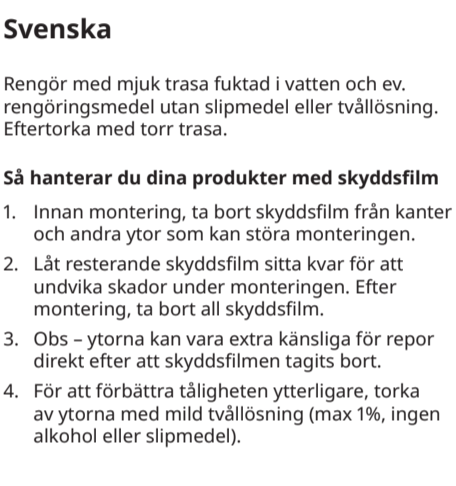 Svenska
Rengör med mjuk trasa fuktad i vatten och ev.
rengöringsmedel utan slipmedel eller tvållösning.
Eftertorka med torr trasa.
Så hanterar du dina produkter med skyddsfilm
1. Innan montering, ta bort skyddsfilm från kanter
och andra ytor som kan störa monteringen.
2. Låt resterande skyddsfilm sitta kvar för att
undvika skador under monteringen. Efter
montering, ta bort all skyddsfilm.
3. Obs – ytorna kan vara extra känsliga för repor
direkt efter att skyddsfilmen tagits bort.
4. För att förbättra tåligheten ytterligare, torka
av ytorna med mild tvållösning (max 1%, ingen
alkohol eller slipmedel).